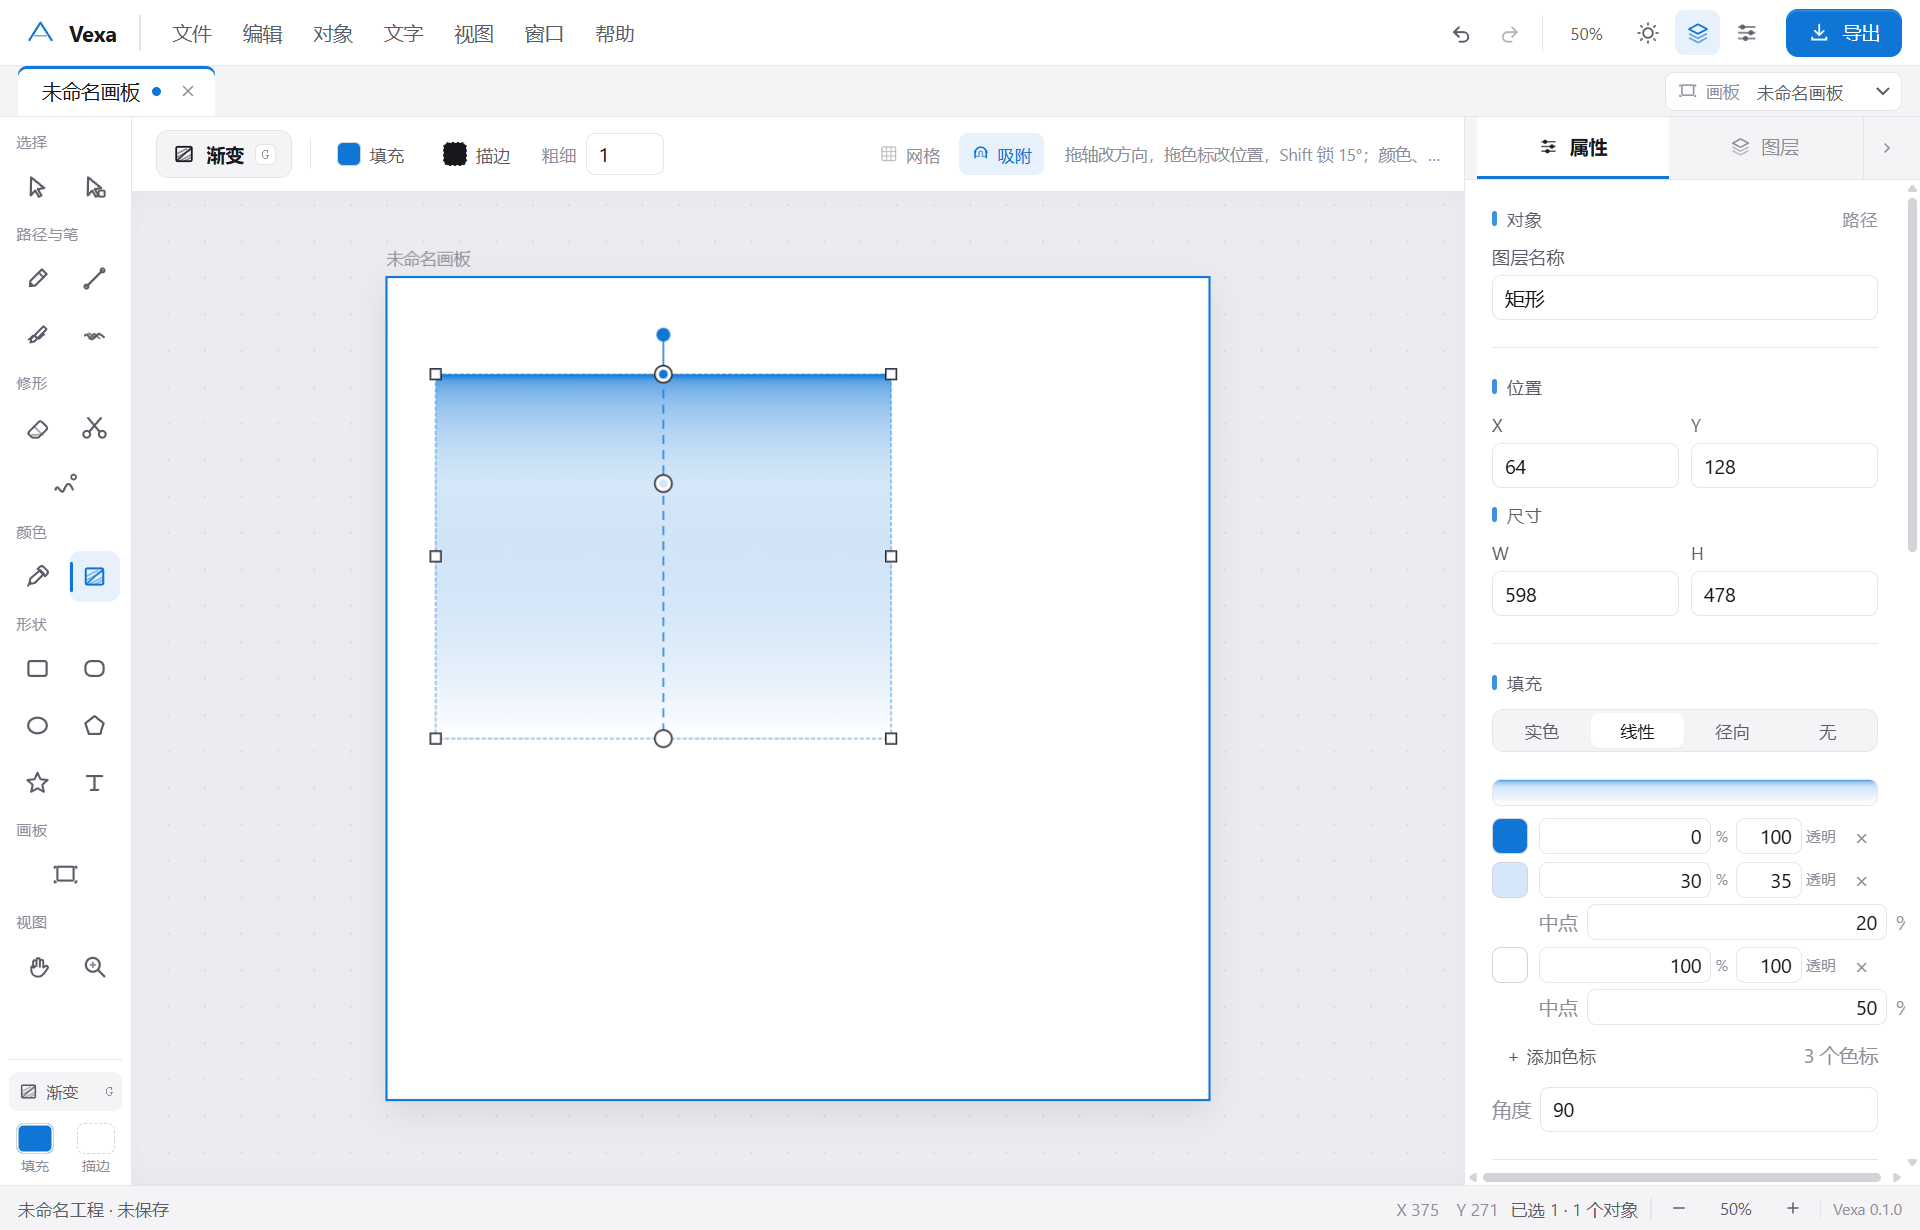 Vexa
文件 编辑 对象 文字 视图 窗口 帮助
50%
导出
未命名画板
画板 未命名画板
选择
路径与笔
修形
颜色
形状
画板
视图
渐变 G
填充 描边
渐变 G
填充
描边
粗细 1
网格
吸附
拖轴改方向，拖色标改位置，Shift 锁 15°；颜色、...
未命名画板
属性
图层
对象 路径
图层名称
矩形
位置
X Y
64 128
尺寸
W H
598 478
填充
实色 线性 径向 无
0 % 100 透明 ×
30 % 35 透明 ×
中点 20 %
100 % 100 透明 ×
中点 50 %
+ 添加色标 3 个色标
角度 90
未命名工程 · 未保存
X 375 Y 271 已选 1 · 1 个对象
− 50% +
Vexa 0.1.0